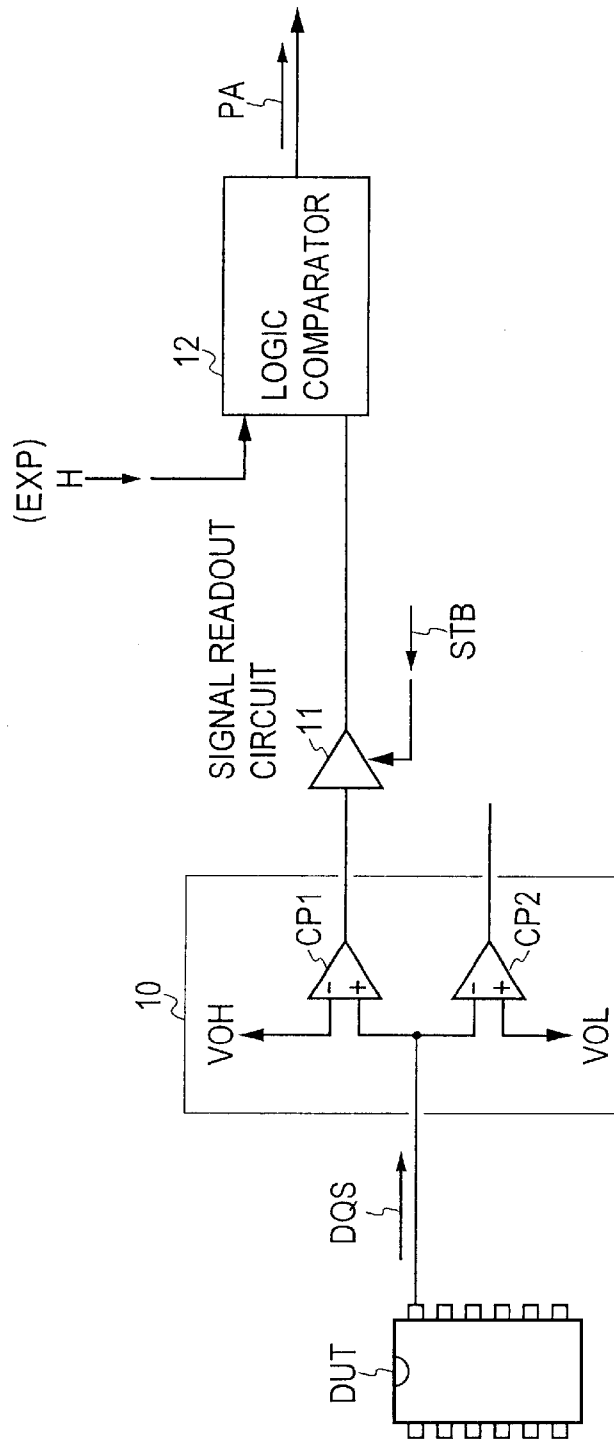 DUT
DQS
10
VOH
VOL
-
+
CP1
-
+
CP2
SIGNAL READOUT
CIRCUIT
11
STB
(EXP)
H
12
LOGIC
COMPARATOR
PA